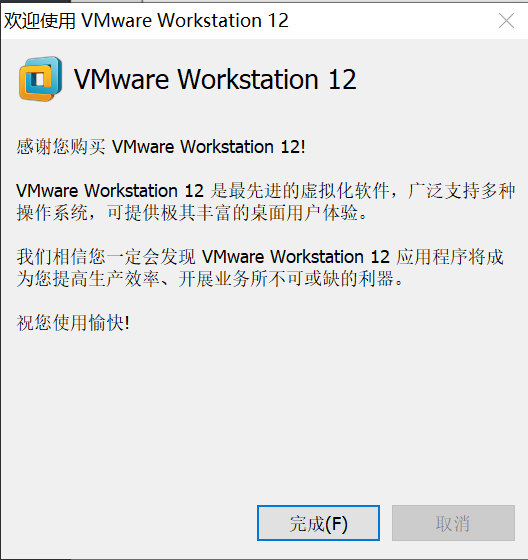 欢迎使用 VMware Workstation 12
VMware Workstation 12
感谢您购买 VMware Workstation 12!
VMware Workstation 12 是最先进的虚拟化软件，广泛支持多种
操作系统，可提供极其丰富的桌面用户体验。
我们相信您一定会发现 VMware Workstation 12 应用程序将成
为您提高生产效率、开展业务所不可或缺的利器。
祝您使用愉快!
完成(F)
取消